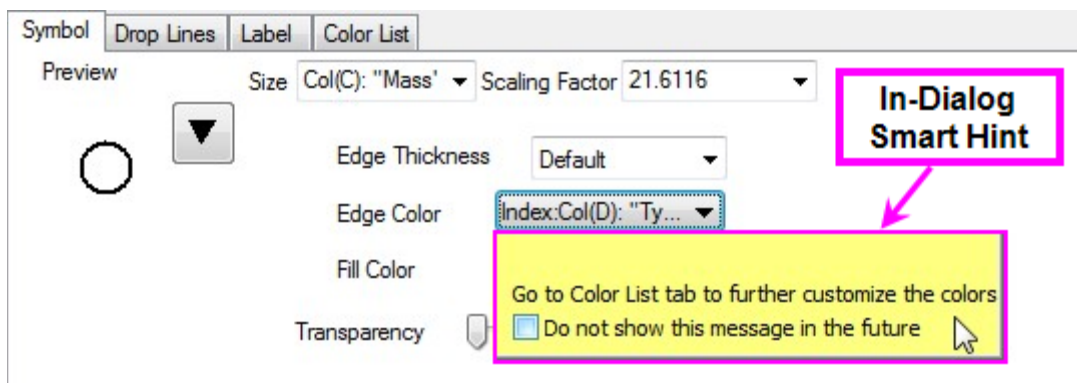 Symbol Drop Lines Label Color List
Preview Size Col(C): "Mass' Scaling Factor 21.6116
In-Dialog
Smart Hint
Edge Thickness Default
Edge Color Index:Col(D): "Ty...
Fill Color
Go to Color List tab to further customize the colors
Transparency Do not show this message in the future